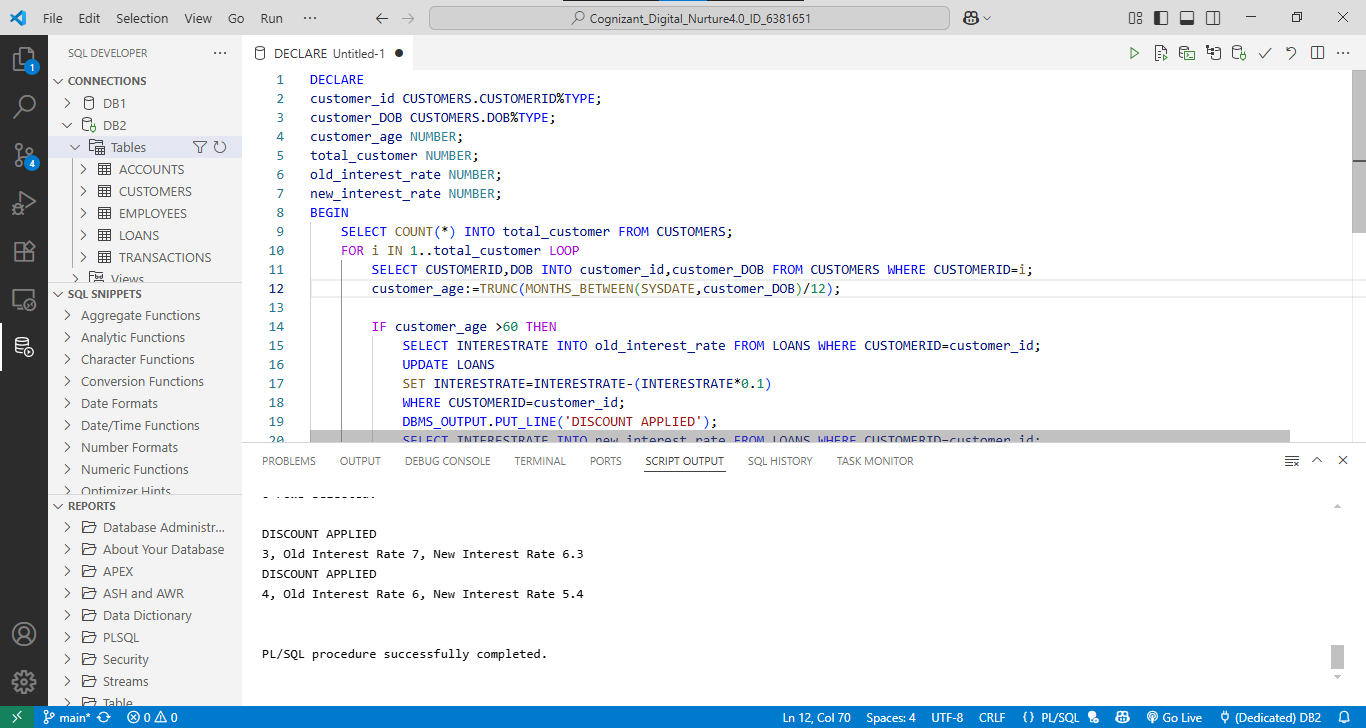 File Edit Selection View Go Run ···
Cognizant_Digital_Nurture4.0_ID_6381651
SQL DEVELOPER ···
DECLARE Untitled-1
1
4
CONNECTIONS
DB1
DB2
Tables
ACCOUNTS
CUSTOMERS
EMPLOYEES
LOANS
TRANSACTIONS
Views
SQL SNIPPETS
Aggregate Functions
Analytic Functions
Character Functions
Conversion Functions
Date Formats
Date/Time Functions
Number Formats
Numeric Functions
Optimizer Hints
REPORTS
Database Administr...
About Your Database
APEX
ASH and AWR
Data Dictionary
PLSQL
Security
Streams
Table
1 DECLARE
2 customer_id CUSTOMERS.CUSTOMERID%TYPE;
3 customer_DOB CUSTOMERS.DOB%TYPE;
4 customer_age NUMBER;
5 total_customer NUMBER;
6 old_interest_rate NUMBER;
7 new_interest_rate NUMBER;
8 BEGIN
9 SELECT COUNT(*) INTO total_customer FROM CUSTOMERS;
10 FOR i IN 1..total_customer LOOP
11 SELECT CUSTOMERID,DOB INTO customer_id,customer_DOB FROM CUSTOMERS WHERE CUSTOMERID=i;
12 customer_age:=TRUNC(MONTHS_BETWEEN(SYSDATE,customer_DOB)/12);
13
14 IF customer_age >60 THEN
15 SELECT INTERESTRATE INTO old_interest_rate FROM LOANS WHERE CUSTOMERID=customer_id;
16 UPDATE LOANS
17 SET INTERESTRATE=INTERESTRATE-(INTERESTRATE*0.1)
18 WHERE CUSTOMERID=customer_id;
19 DBMS_OUTPUT.PUT_LINE('DISCOUNT APPLIED');
20 SELECT INTERESTRATE INTO new_interest_rate FROM LOANS WHERE CUSTOMERID=customer_id;
PROBLEMS OUTPUT DEBUG CONSOLE TERMINAL PORTS SCRIPT OUTPUT SQL HISTORY TASK MONITOR
rows selected.
DISCOUNT APPLIED
3, Old Interest Rate 7, New Interest Rate 6.3
DISCOUNT APPLIED
4, Old Interest Rate 6, New Interest Rate 5.4
PL/SQL procedure successfully completed.
main* 0 0 Ln 12, Col 70 Spaces: 4 UTF-8 CRLF {} PL/SQL Go Live (Dedicated) DB2